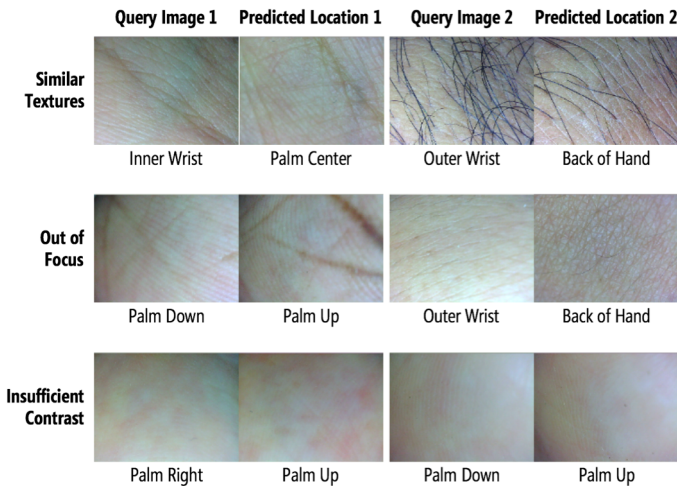 Query Image 1 Predicted Location 1 Query Image 2 Predicted Location 2
Similar
Textures
Inner Wrist Palm Center Outer Wrist Back of Hand
Out of
Focus
Palm Down Palm Up Outer Wrist Back of Hand
Insufficient
Contrast
Palm Right Palm Up Palm Down Palm Up